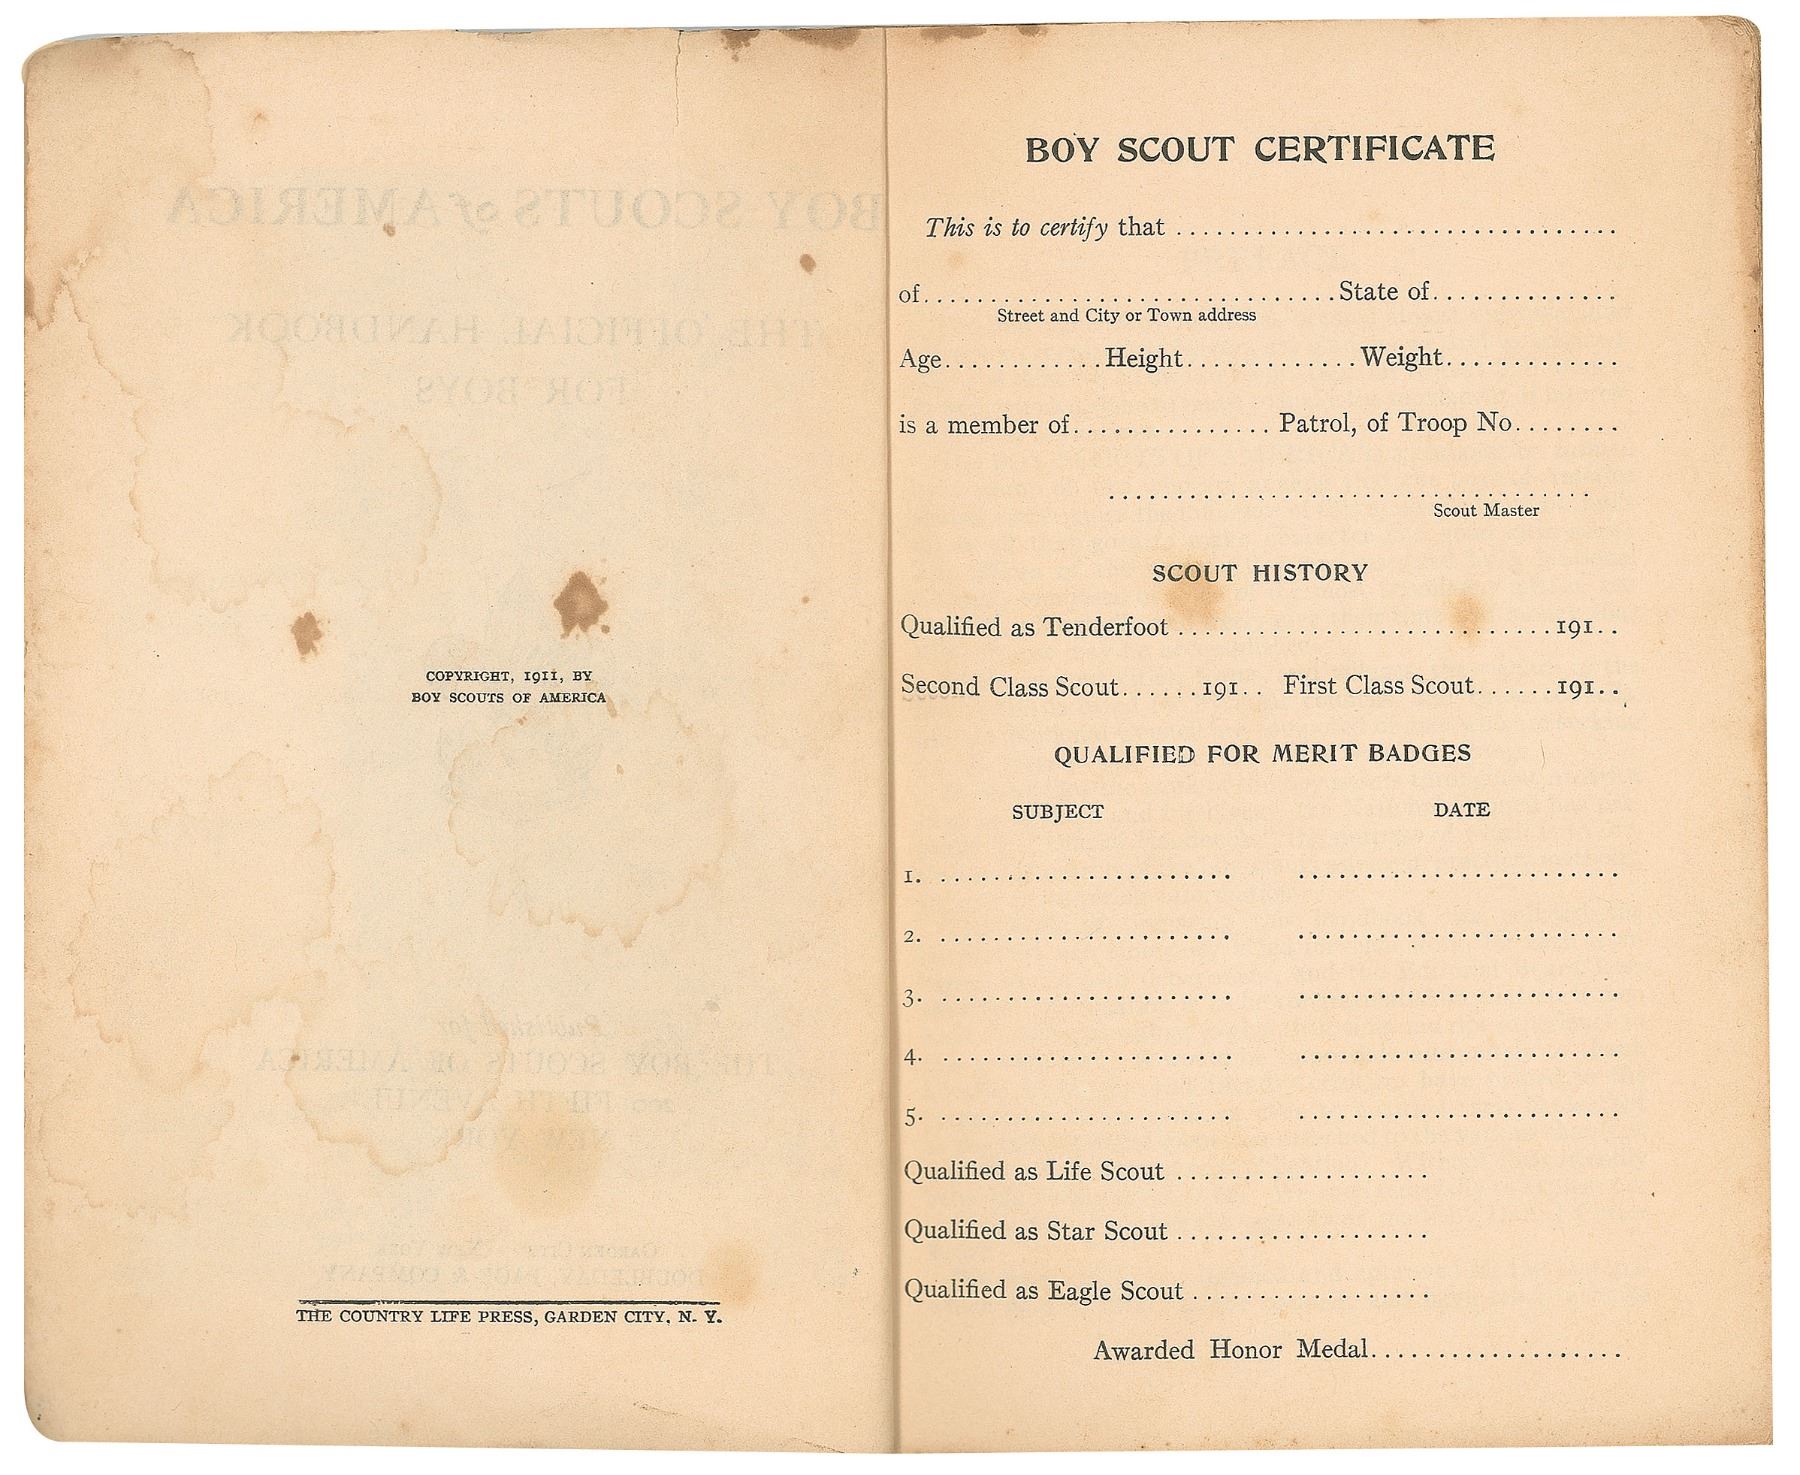 COPYRIGHT, 1911, BY
BOY SCOUTS OF AMERICA
THE COUNTRY LIFE PRESS, GARDEN CITY, N. Y.
BOY SCOUT CERTIFICATE
This is to certify that .................................
of...............................State of..............
Street and City or Town address
Age............Height.............Weight.............
is a member of............... Patrol, of Troop No........
....................................
Scout Master
SCOUT HISTORY
Qualified as Tenderfoot ............................191..
Second Class Scout......191.. First Class Scout......191..
QUALIFIED FOR MERIT BADGES
SUBJECT DATE
1. ...................... ........................
2. ...................... ........................
3. ...................... ........................
4. ...................... ........................
5. ...................... ........................
Qualified as Life Scout ...................
Qualified as Star Scout ...................
Qualified as Eagle Scout ..................
Awarded Honor Medal...................